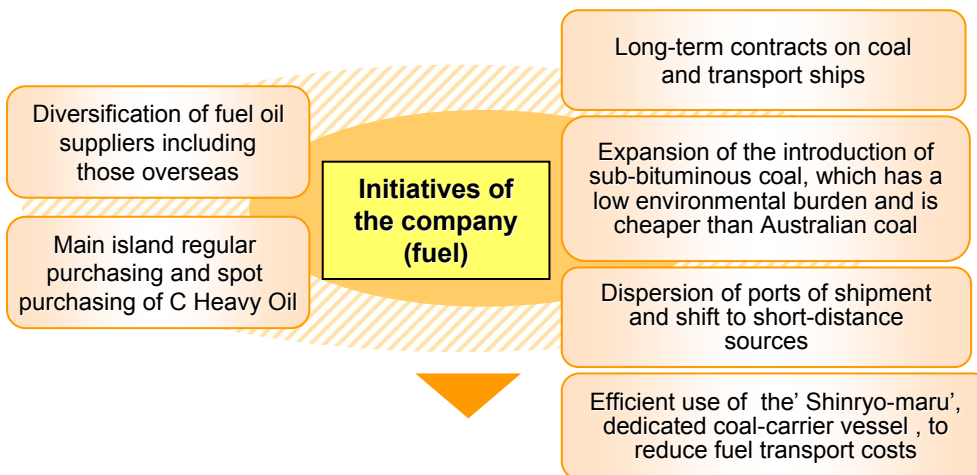 Diversification of fuel oil
suppliers including
those overseas
Main island regular
purchasing and spot
purchasing of C Heavy Oil
Initiatives of
the company
(fuel)
Long-term contracts on coal
and transport ships
Expansion of the introduction of
sub-bituminous coal, which has a
low environmental burden and is
cheaper than Australian coal
Dispersion of ports of shipment
and shift to short-distance
sources
Efficient use of  the’ Shinryo-maru’,
dedicated coal-carrier vessel , to
reduce fuel transport costs